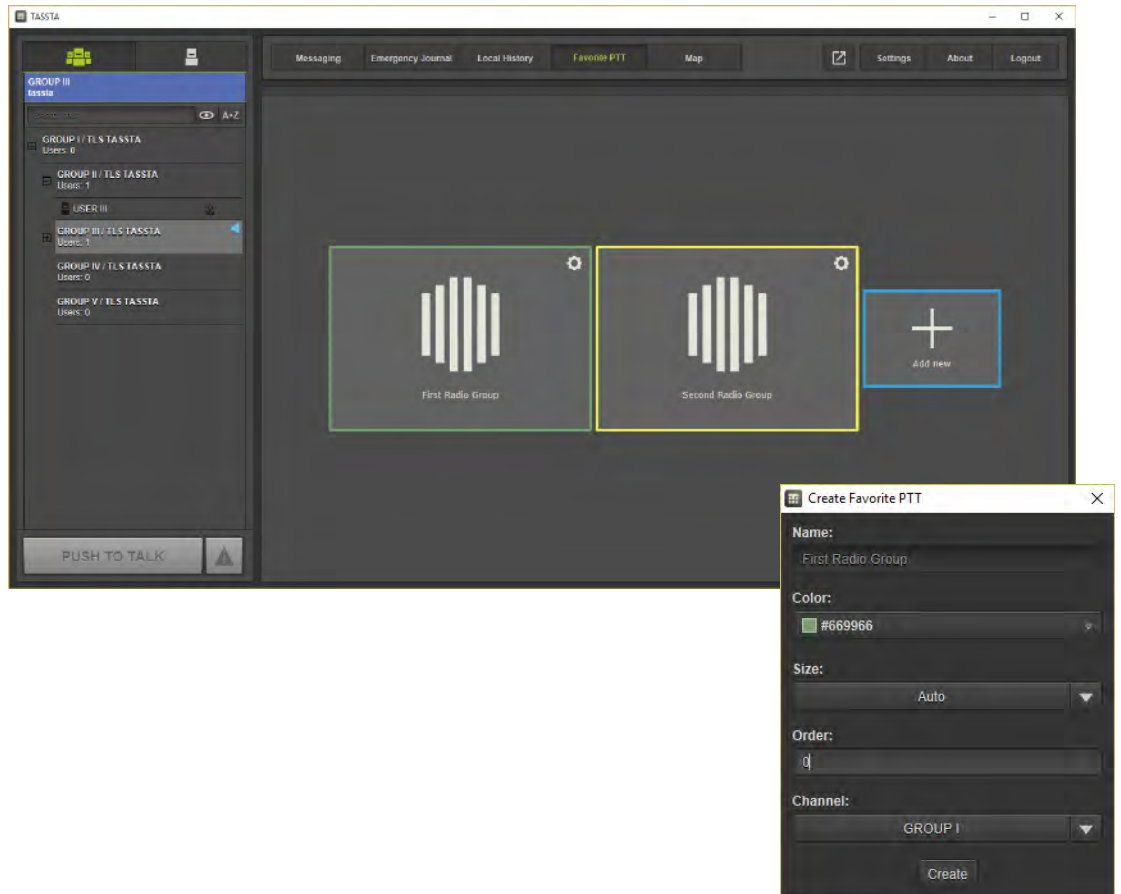 TASSTA
Messaging Emergency Journal Local History Favorite PTT Map Settings About Logout
GROUP III
tassta
A+Z
GROUP I / TLS TASSTA
Users: 0
GROUP II / TLS TASSTA
Users: 1
USER III
GROUP III / TLS TASSTA
Users: 1
GROUP IV / TLS TASSTA
Users: 0
GROUP V / TLS TASSTA
Users: 0
First Radio Group
Second Radio Group
Add new
PUSH TO TALK
Create Favorite PTT
Name:
First Radio Group
Color:
#669966
Size:
Auto
Order:
0
Channel:
GROUP I
Create